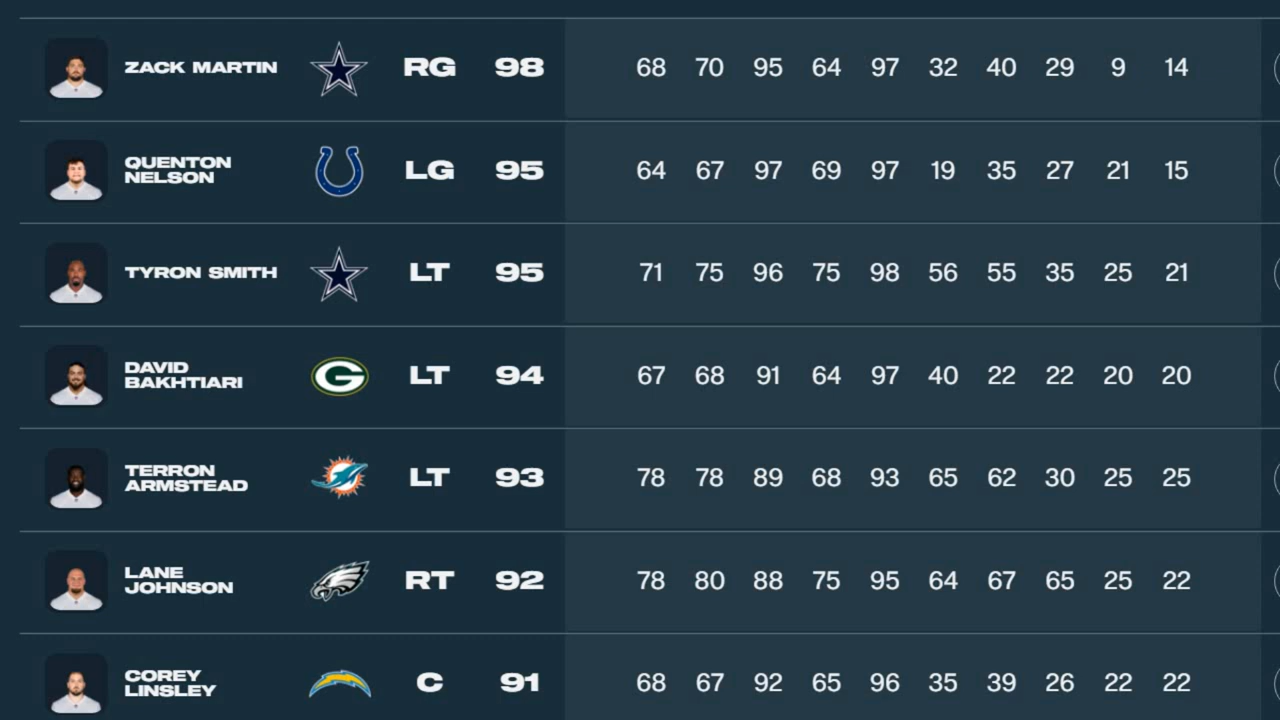 ZACK MARTIN RG 98 68 70 95 64 97 32 40 29 9 14
QUENTON
NELSON LG 95 64 67 97 69 97 19 35 27 21 15
TYRON SMITH LT 95 71 75 96 75 98 56 55 35 25 21
DAVID
BAKHTIARI LT 94 67 68 91 64 97 40 22 22 20 20
TERRON
ARMSTEAD LT 93 78 78 89 68 93 65 62 30 25 25
LANE
JOHNSON RT 92 78 80 88 75 95 64 67 65 25 22
COREY
LINSLEY C 91 68 67 92 65 96 35 39 26 22 22